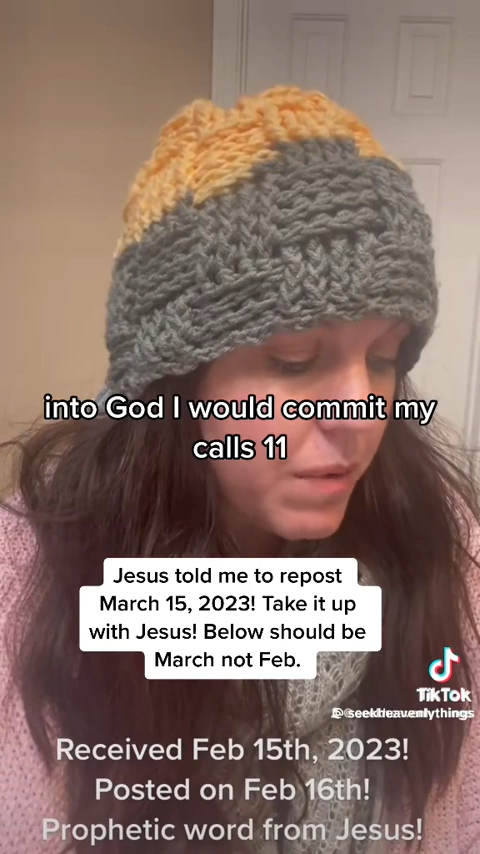 into God I would commit my
calls 11
Jesus told me to repost
March 15, 2023! Take it up
with Jesus! Below should be
March not Feb.
TikTok
Received Feb 15th, 2023!
Posted on Feb 16th!
Prophetic word from Jesus!